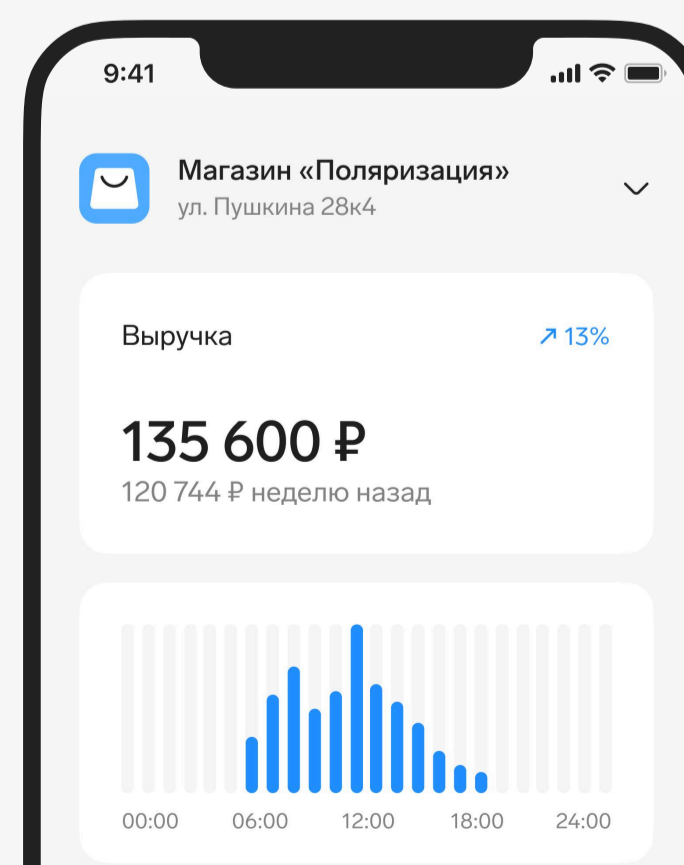 9:41
Магазин «Поляризация»
ул. Пушкина 28к4
Выручка
↗ 13%
135 600 ₽
120 744 ₽ неделю назад
00:00 06:00 12:00 18:00 24:00